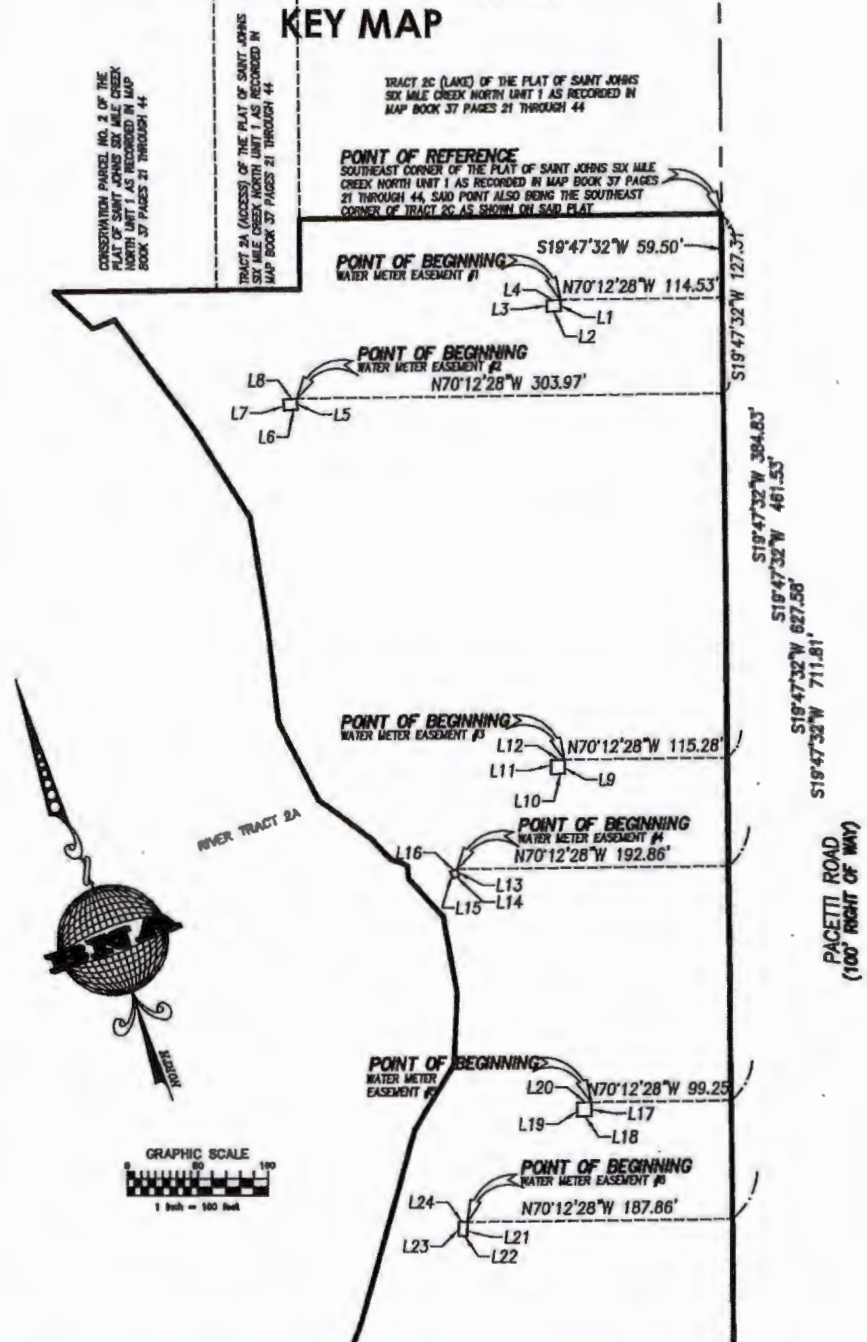 KEY MAP
CONSERVATION PARCEL NO. 2 OF THE
PLAT OF SAINT JOHNS SIX MILE CREEK
NORTH UNIT 1 AS RECORDED IN MAP
BOOK 37 PAGES 21 THROUGH 44
TRACT 2A (ACCESS) OF THE PLAT OF SAINT JOHNS
SIX MILE CREEK NORTH UNIT 1 AS RECORDED IN
MAP BOOK 37 PAGES 21 THROUGH 44
TRACT 2C (LAKE) OF THE PLAT OF SAINT JOHNS
SIX MILE CREEK NORTH UNIT 1 AS RECORDED IN
MAP BOOK 37 PAGES 21 THROUGH 44
POINT OF REFERENCE
SOUTHEAST CORNER OF THE PLAT OF SAINT JOHNS SIX MILE
CREEK NORTH UNIT 1 AS RECORDED IN MAP BOOK 37 PAGES
21 THROUGH 44, SAID POINT ALSO BEING THE SOUTHEAST
CORNER OF TRACT 2C AS SHOWN ON SAID PLAT
S19°47'32"W 59.50'
S19°47'32"W 127.31'
POINT OF BEGINNING
WATER METER EASEMENT #1
N70°12'28"W 114.53'
L4
L3
L1
L2
POINT OF BEGINNING
WATER METER EASEMENT #2
N70°12'28"W 303.97'
L8
L7
L5
L6
S19°47'32"W 384.83'
S19°47'32"W 461.53'
S19°47'32"W 627.58'
S19°47'32"W 711.81'
POINT OF BEGINNING
WATER METER EASEMENT #3
N70°12'28"W 115.28'
L12
L11
L9
L10
RIVER TRACT 2A
POINT OF BEGINNING
WATER METER EASEMENT #4
N70°12'28"W 192.86'
L16
L13
L15
L14
PACETTI ROAD
(100' RIGHT OF WAY)
NORTH
POINT OF BEGINNING
WATER METER
EASEMENT
N70°12'28"W 99.25
L20
L19
L17
L18
GRAPHIC SCALE
0 50 100
1 inch = 100 feet
POINT OF BEGINNING
WATER METER EASEMENT
N70°12'28"W 187.86'
L24
L23
L21
L22